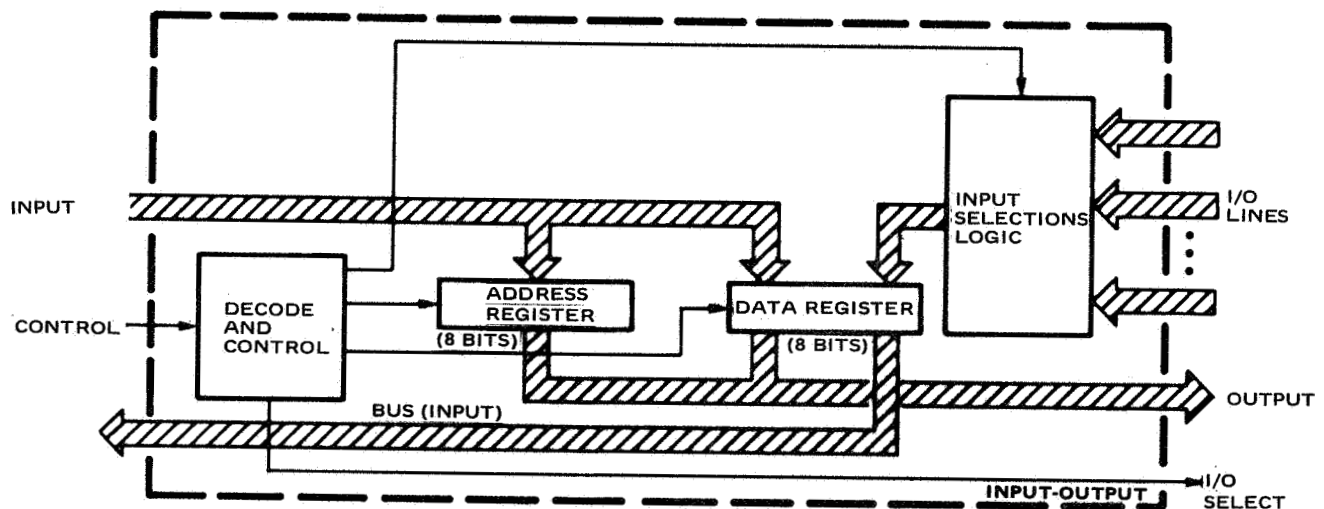 INPUT
I/O
LINES
INPUT
SELECTIONS
LOGIC
ADDRESS
REGISTER
DATA REGISTER
DECODE
AND
CONTROL
CONTROL
(8 BITS)
(8 BITS)
OUTPUT
BUS (INPUT)
INPUT-OUTPUT
I/O
SELECT